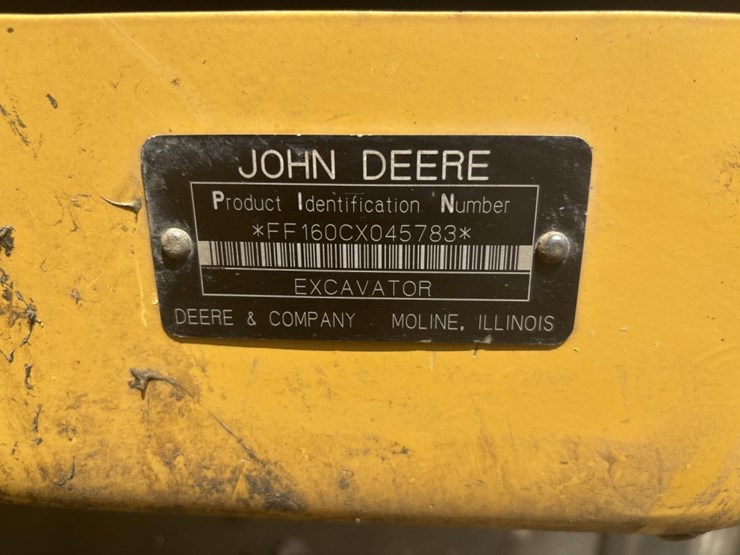 JOHN DEERE
Product Identification Number
*FF160CX045783*
EXCAVATOR
DEERE & COMPANY MOLINE, ILLINOIS